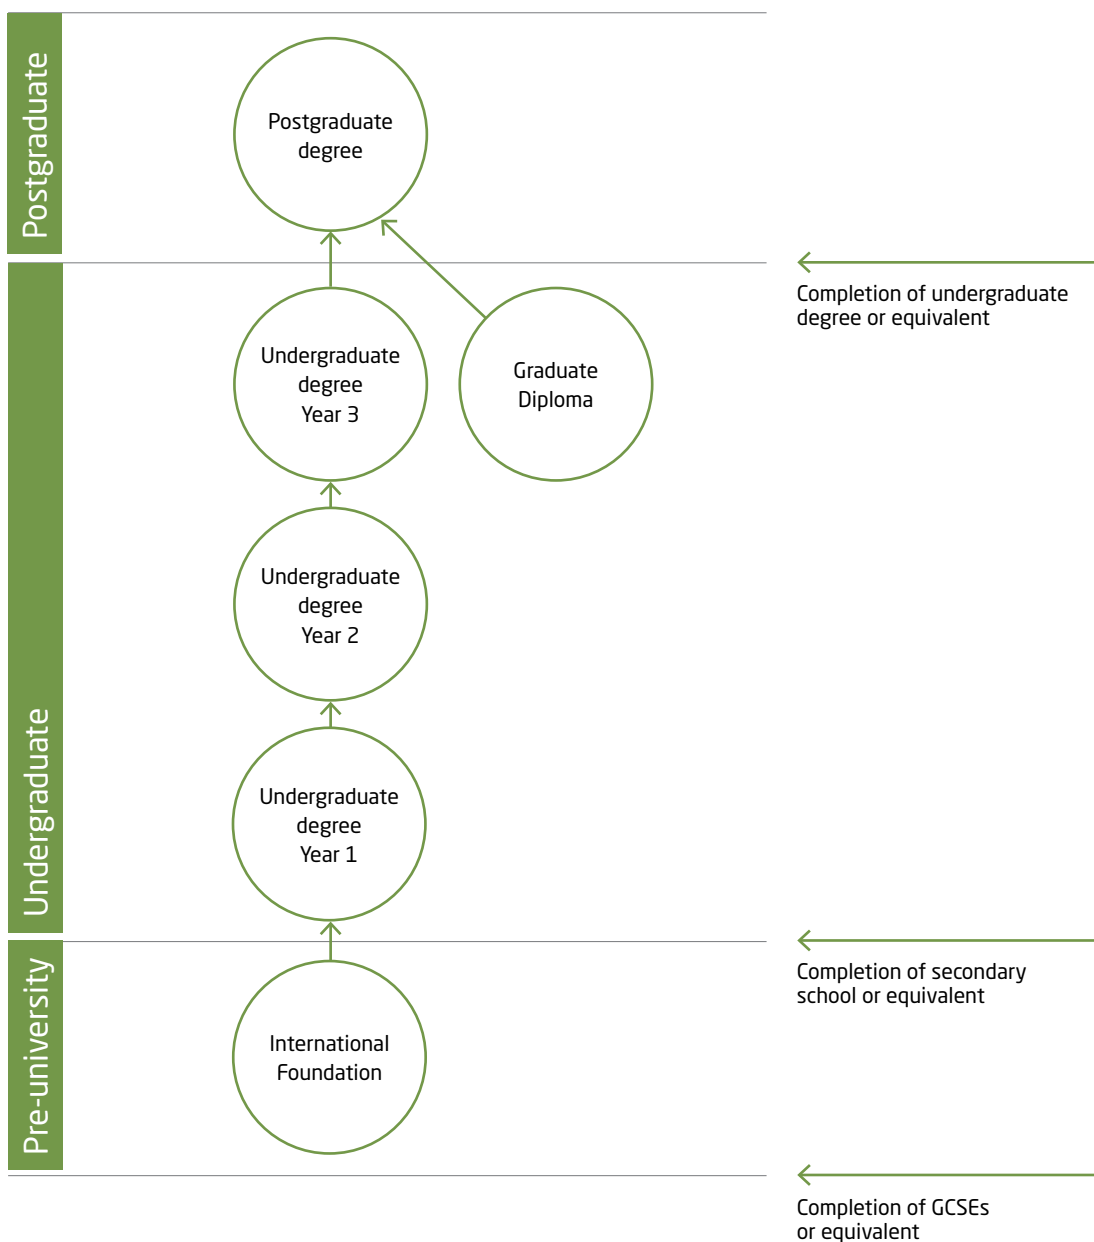 Postgraduate
Postgraduate
degree
Completion of undergraduate
degree or equivalent
Undergraduate
Undergraduate
degree
Year 3
Graduate
Diploma
Undergraduate
degree
Year 2
Undergraduate
degree
Year 1
Completion of secondary
school or equivalent
Pre-university
International
Foundation
Completion of GCSEs
or equivalent